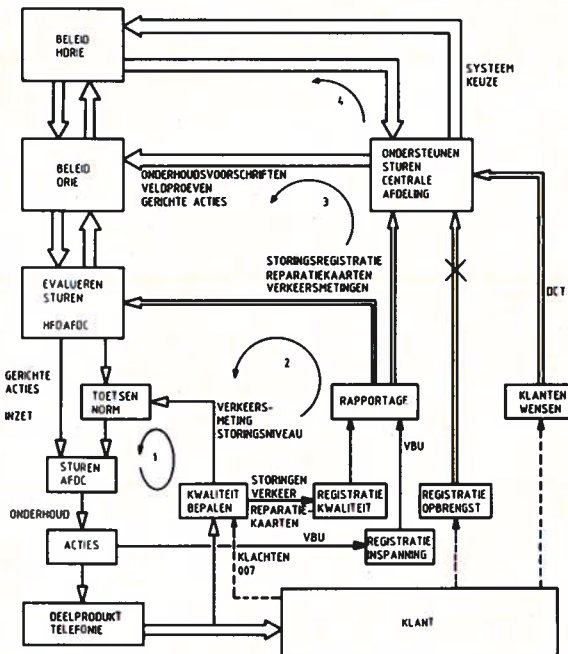 BELEID
HDRIE
SYSTEEM
KEUZE
4
BELEID
DRIE
ONDERSTEUNEN
STUREN
CENTRALE
AFDELING
ONDERHOUDSVOORSCHRIFTEN
VELDPROEVEN
GERICHTE ACTIES
3
STORINGSREGISTRATIE
REPARATIEKAARTEN
VERKEERSMETINGEN
EVALUEREN
STUREN
HFDAFDC
DCT
GERICHTE
ACTIES
INZET
2
TOETSEN
NORM
VERKEERS-
METING
STORINGSNIVEAU
RAPPORTAGE
KLANTEN
WENSEN
1
VBU
STUREN
AFDC
KWALITEIT
BEPALEN
STORINGEN
VERKEER
REPARATIE
KAARTEN
REGISTRATIE
KWALITEIT
REGISTRATIE
OPBRENGST
ONDERHOUD
ACTIES
VBU
REGISTRATIE
INSPANNING
KLACHTEN
007
DEELPRODUKT
TELEFONIE
KLANT